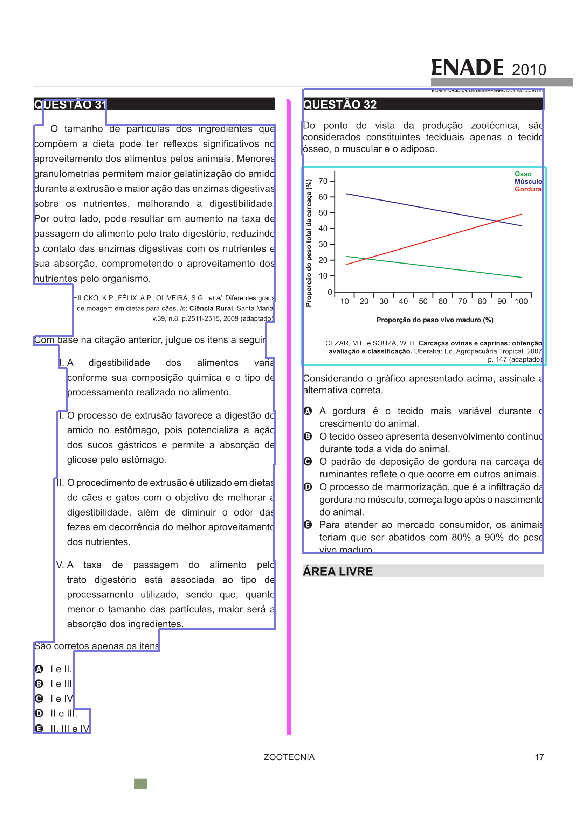 ENADE 2010
QUESTÃO 31
O tamanho de partículas dos ingredientes que
compõem a dieta pode ter reflexos significativos no
aproveitamento dos alimentos pelos animais. Menores
granulometrias permitem maior gelatinização do amido
durante a extrusão e maior ação das enzimas digestivas
sobre os nutrientes, melhorando a digestibilidade.
Por outro lado, pode resultar em aumento na taxa de
passagem do alimento pelo trato digestório, reduzindo
o contato das enzimas digestivas com os nutrientes e
sua absorção, comprometendo o aproveitamento dos
nutrientes pelo organismo.
K.P., FÉLIX, A.P., OLIVEIRA, S.G., et al. Diferentes graus
de moagem em dietas para cães. In: Ciência Rural, Santa Maria,
v.39, n.8, p.2511-2515, 2009 (adaptado).
Com base na citação anterior, julgue os itens a seguir.
I. A digestibilidade dos alimentos varia
conforme sua composição química e o tipo de
processamento realizado no alimento.
II. O processo de extrusão favorece a digestão do
amido no estômago, pois potencializa a ação
dos sucos gástricos e permite a absorção de
glicose pelo estômago.
III. O procedimento de extrusão é utilizado em dietas
de cães e gatos com o objetivo de melhorar a
digestibilidade, além de diminuir o odor das
fezes em decorrência do melhor aproveitamento
dos nutrientes.
IV. A taxa de passagem do alimento pelo
trato digestório está associada ao tipo de
processamento utilizado, sendo que, quanto
menor o tamanho das partículas, maior será a
absorção dos ingredientes.
São corretos apenas os itens
A I e II.
B I e III.
C I e IV.
D II e III.
E II, III e IV.
QUESTÃO 32
Do ponto de vista da produção zootécnica, são
considerados constituintes teciduais apenas o tecido
ósseo, o muscular e o adiposo.
Osso
Músculo
Gordura
Proporção do peso total da carcaça (%)
70
60
50
40
30
20
10
0
10 20 30 40 50 60 70 80 90 100
Proporção do peso vivo maduro (%)
CEZAR, M.F. e SOUZA, W. H. Carcaças ovinas e caprinas: obtenção,
avaliação e classificação. Uberaba: Ed. Agropecuária Tropical, 2007,
p. 147 (adaptado).
Considerando o gráfico apresentado acima, assinale a
alternativa correta.
A A gordura é o tecido mais variável durante o
crescimento do animal.
B O tecido ósseo apresenta desenvolvimento contínuo
durante toda a vida do animal.
C O padrão de deposição de gordura na carcaça de
ruminantes reflete o que ocorre em outros animais.
D O processo de marmorização, que é a infiltração da
gordura no músculo, começa logo após o nascimento
do animal.
E Para atender ao mercado consumidor, os animais
teriam que ser abatidos com 80% a 90% do peso
vivo maduro.
ÁREA LIVRE
ZOOTECNIA
17